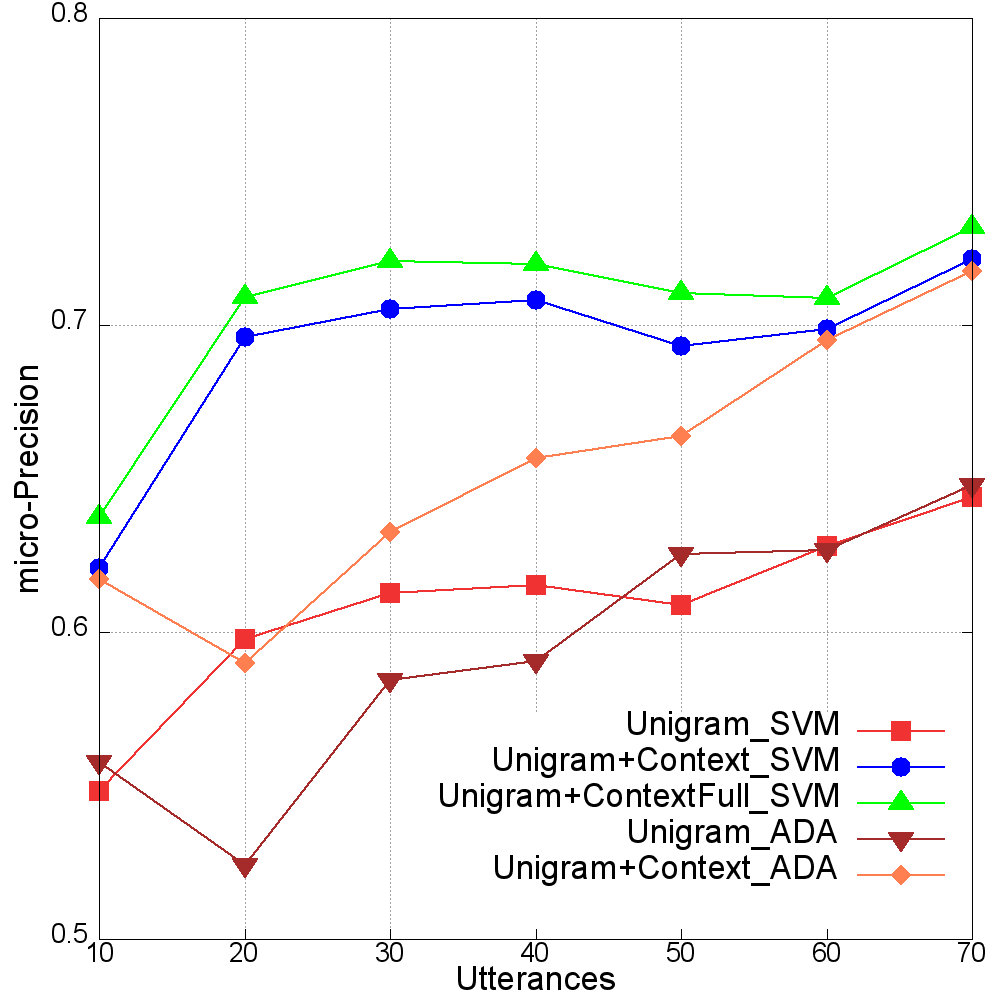 0.8
0.7
0.6
0.5
micro-Precision
Unigram_SVM
Unigram+Context_SVM
Unigram+ContextFull_SVM
Unigram_ADA
Unigram+Context_ADA
10 20 30 40 50 60 70
Utterances